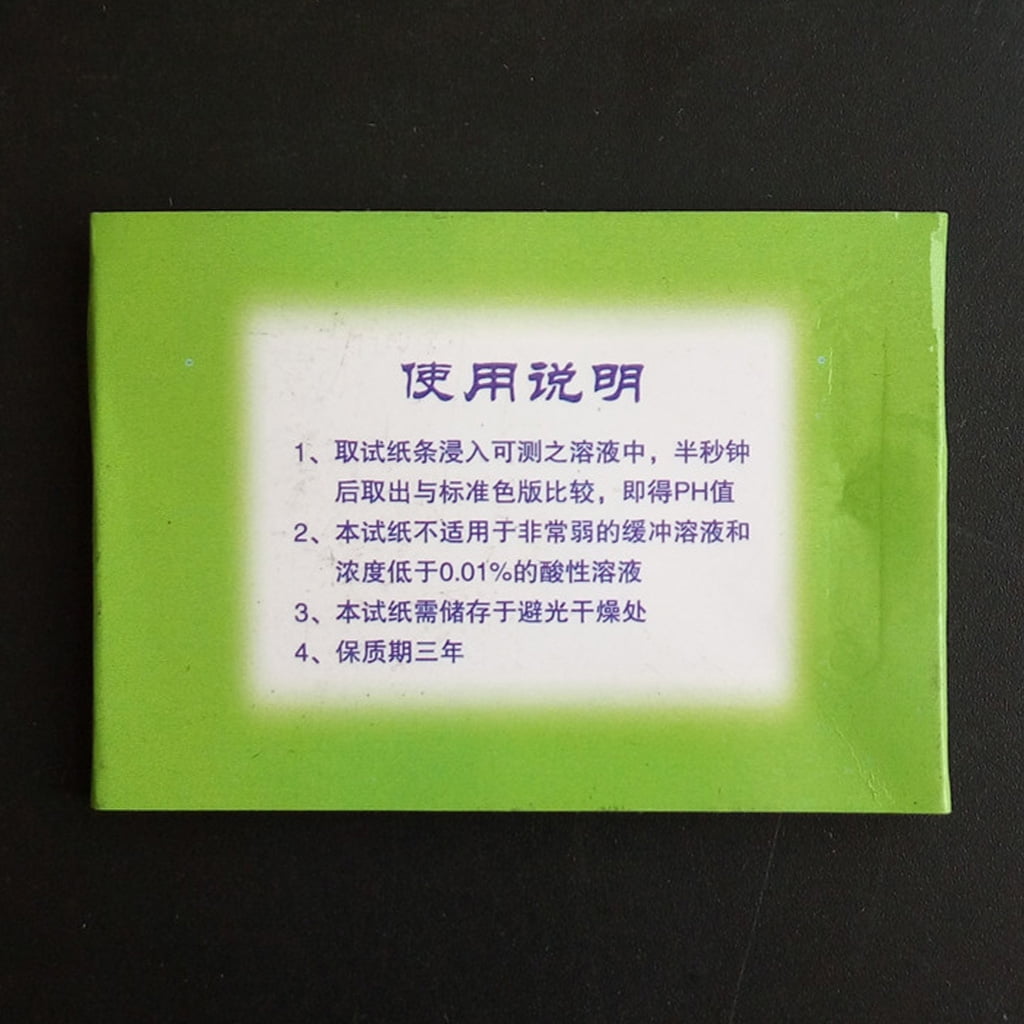 使用说明
1、取试纸条浸入可测之溶液中，半秒钟
后取出与标准色版比较，即得PH值
2、本试纸不适用于非常弱的缓冲溶液和
浓度低于0.01%的酸性溶液
3、本试纸需储存于避光干燥处
4、保质期三年